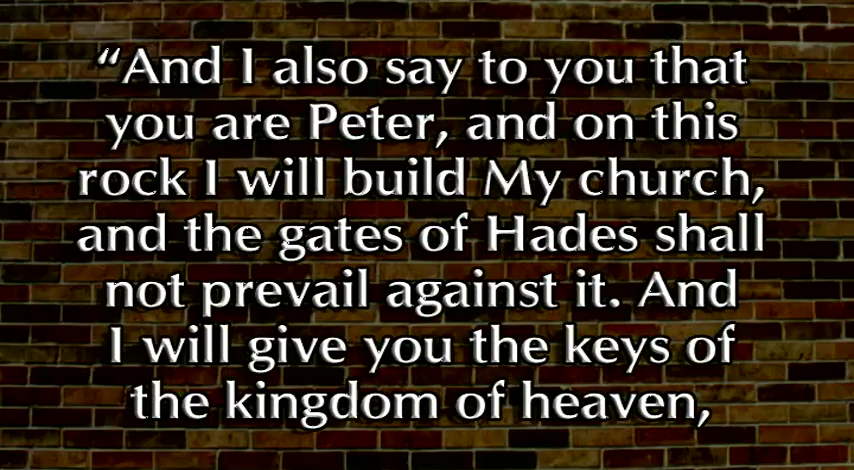 “And I also say to you that
you are Peter, and on this
rock I will build My church,
and the gates of Hades shall
not prevail against it. And
I will give you the keys of
the kingdom of heaven,